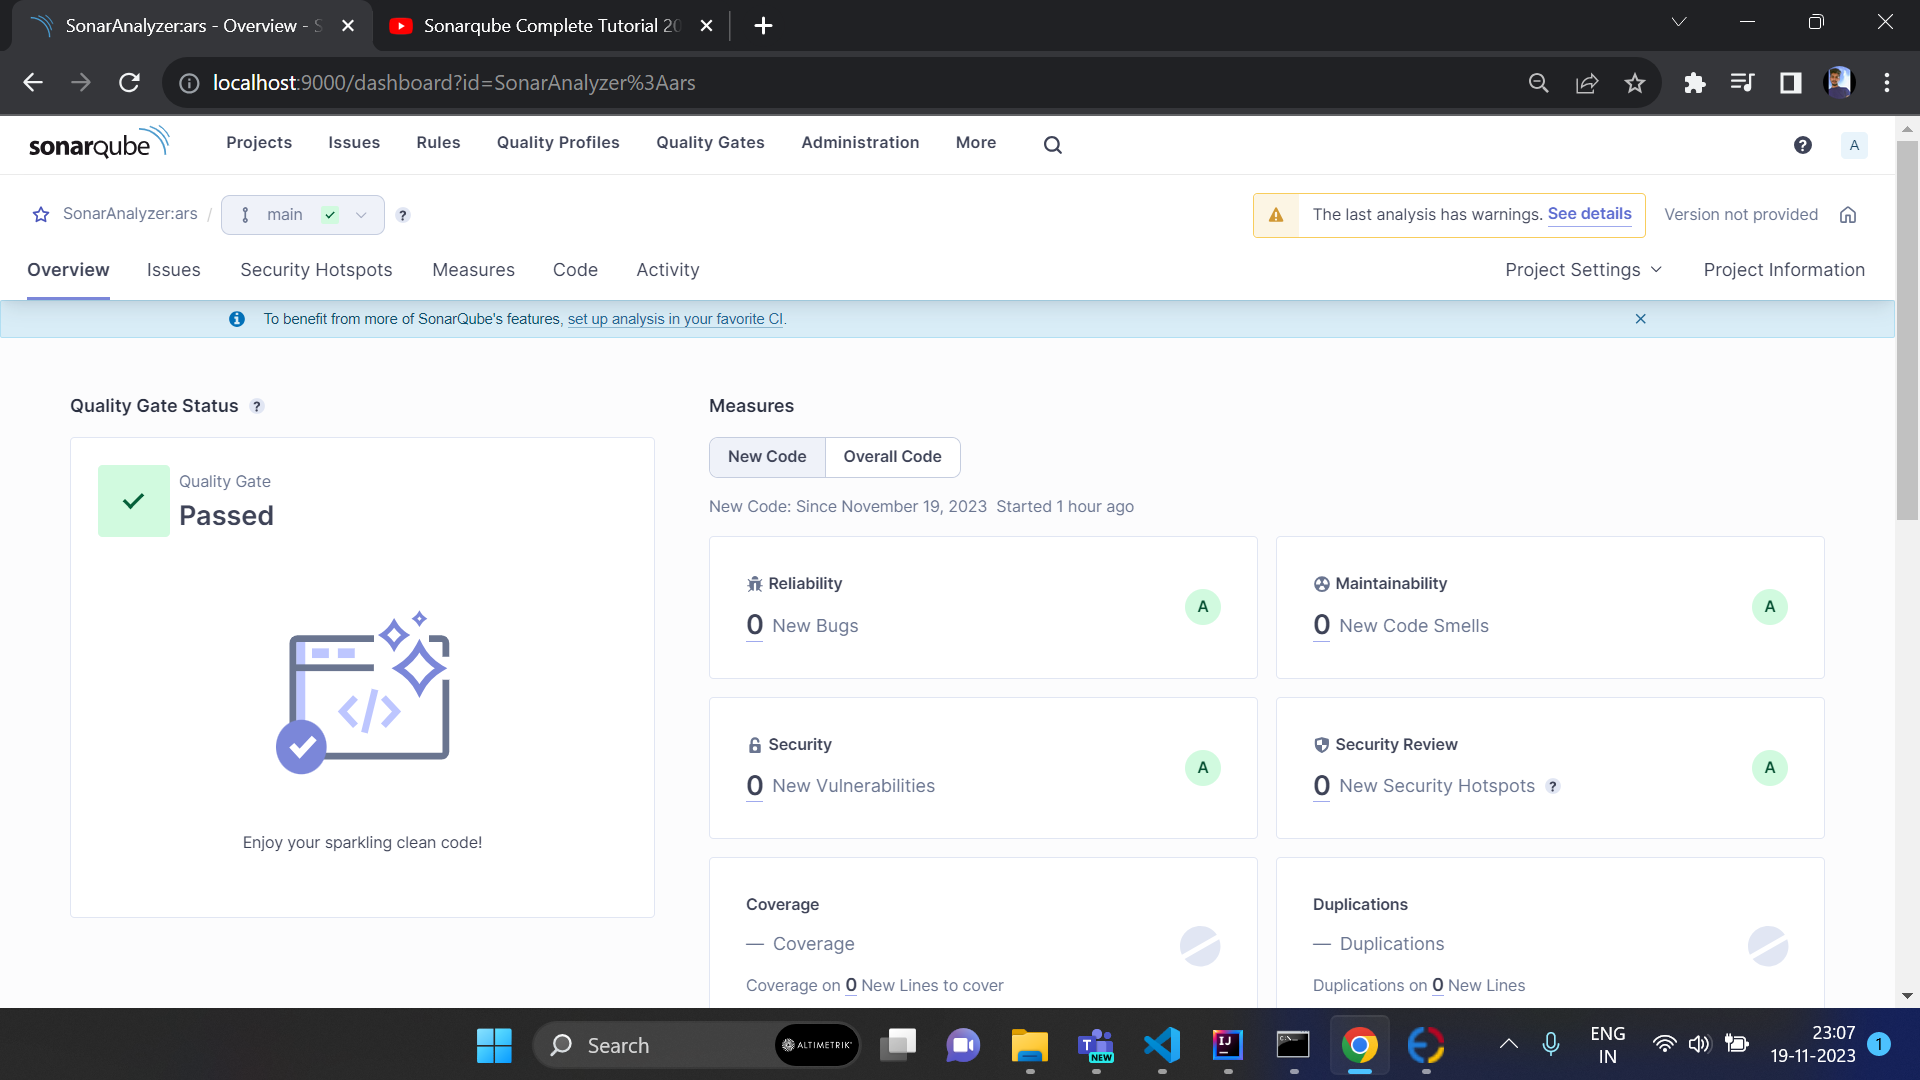 SonarAnalyzer:ars - Overview - S
Sonarqube Complete Tutorial 20
localhost:9000/dashboard?id=SonarAnalyzer%3Aars
sonarqube
Projects Issues Rules Quality Profiles Quality Gates Administration More
? A
SonarAnalyzer:ars / main ?
The last analysis has warnings. See details Version not provided
Overview Issues Security Hotspots Measures Code Activity Project Settings Project Information
To benefit from more of SonarQube's features, set up analysis in your favorite CI.
Quality Gate Status ?
Quality Gate
Passed
</>
Enjoy your sparkling clean code!
Measures
New Code Overall Code
New Code: Since November 19, 2023 Started 1 hour ago
Reliability
0 New Bugs
A
Maintainability
0 New Code Smells
A
Security
0 New Vulnerabilities
A
Security Review
0 New Security Hotspots ?
A
Coverage
— Coverage
Coverage on 0 New Lines to cover
Duplications
— Duplications
Duplications on 0 New Lines
Search
ALTIMETRIK
T
NEW
IJ
C:\
ENG
IN
23:07
19-11-2023
1